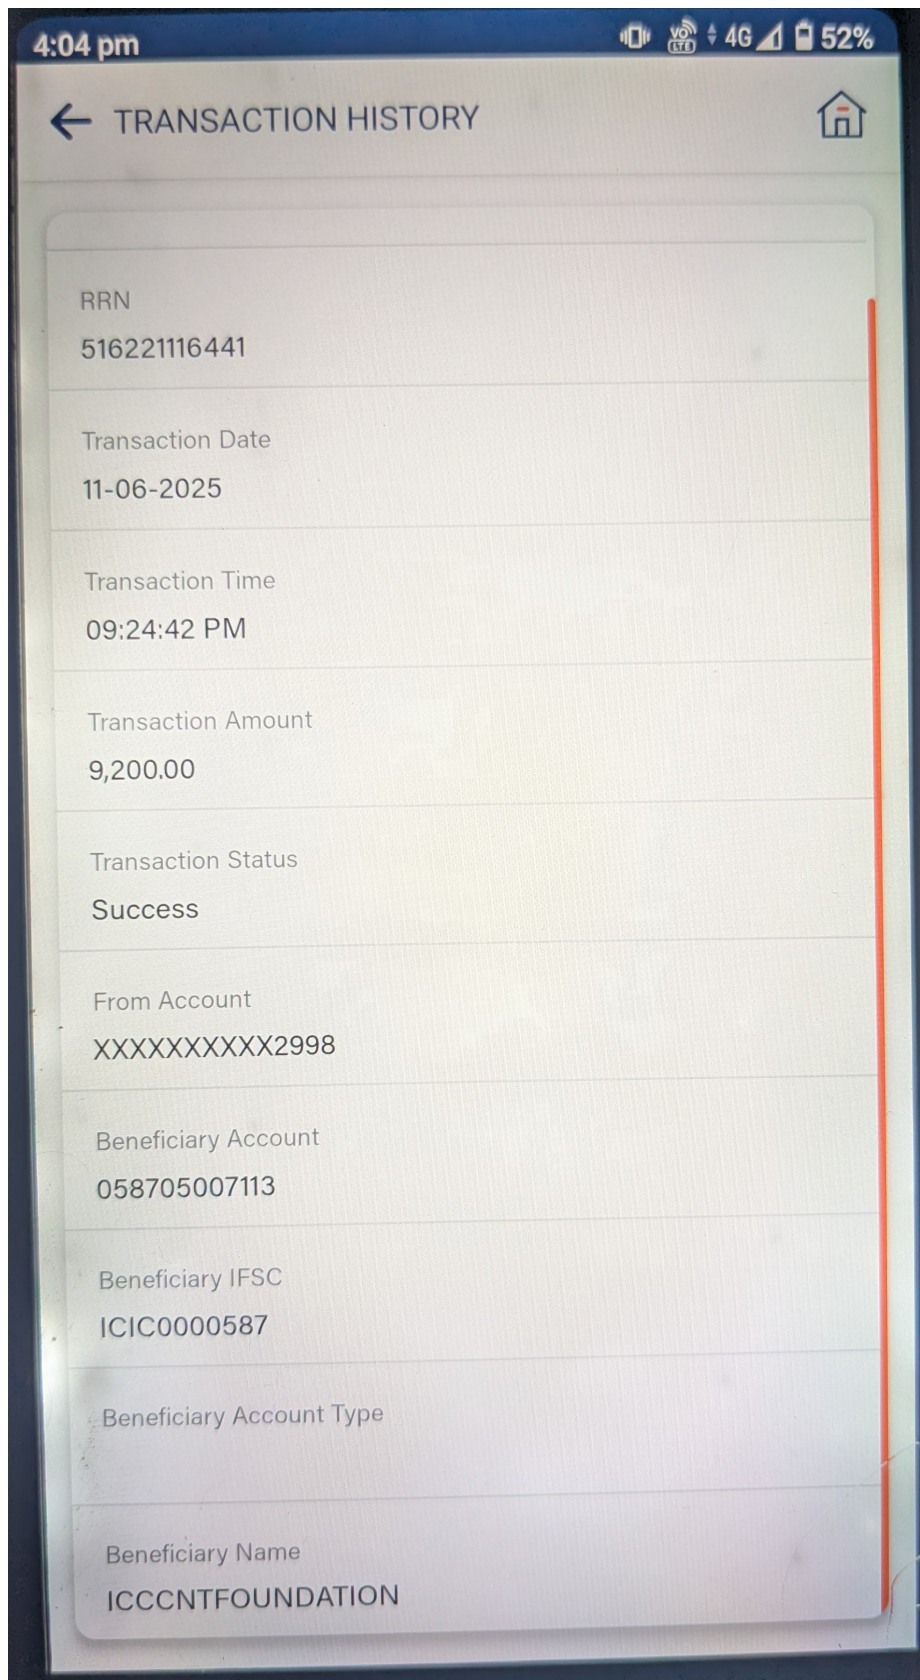 4:04 pm
VO LTE 4G 52%
TRANSACTION HISTORY
RRN
516221116441
Transaction Date
11-06-2025
Transaction Time
09:24:42 PM
Transaction Amount
9,200.00
Transaction Status
Success
From Account
XXXXXXXXXX2998
Beneficiary Account
058705007113
Beneficiary IFSC
ICIC0000587
Beneficiary Account Type
Beneficiary Name
ICCCNTFOUNDATION